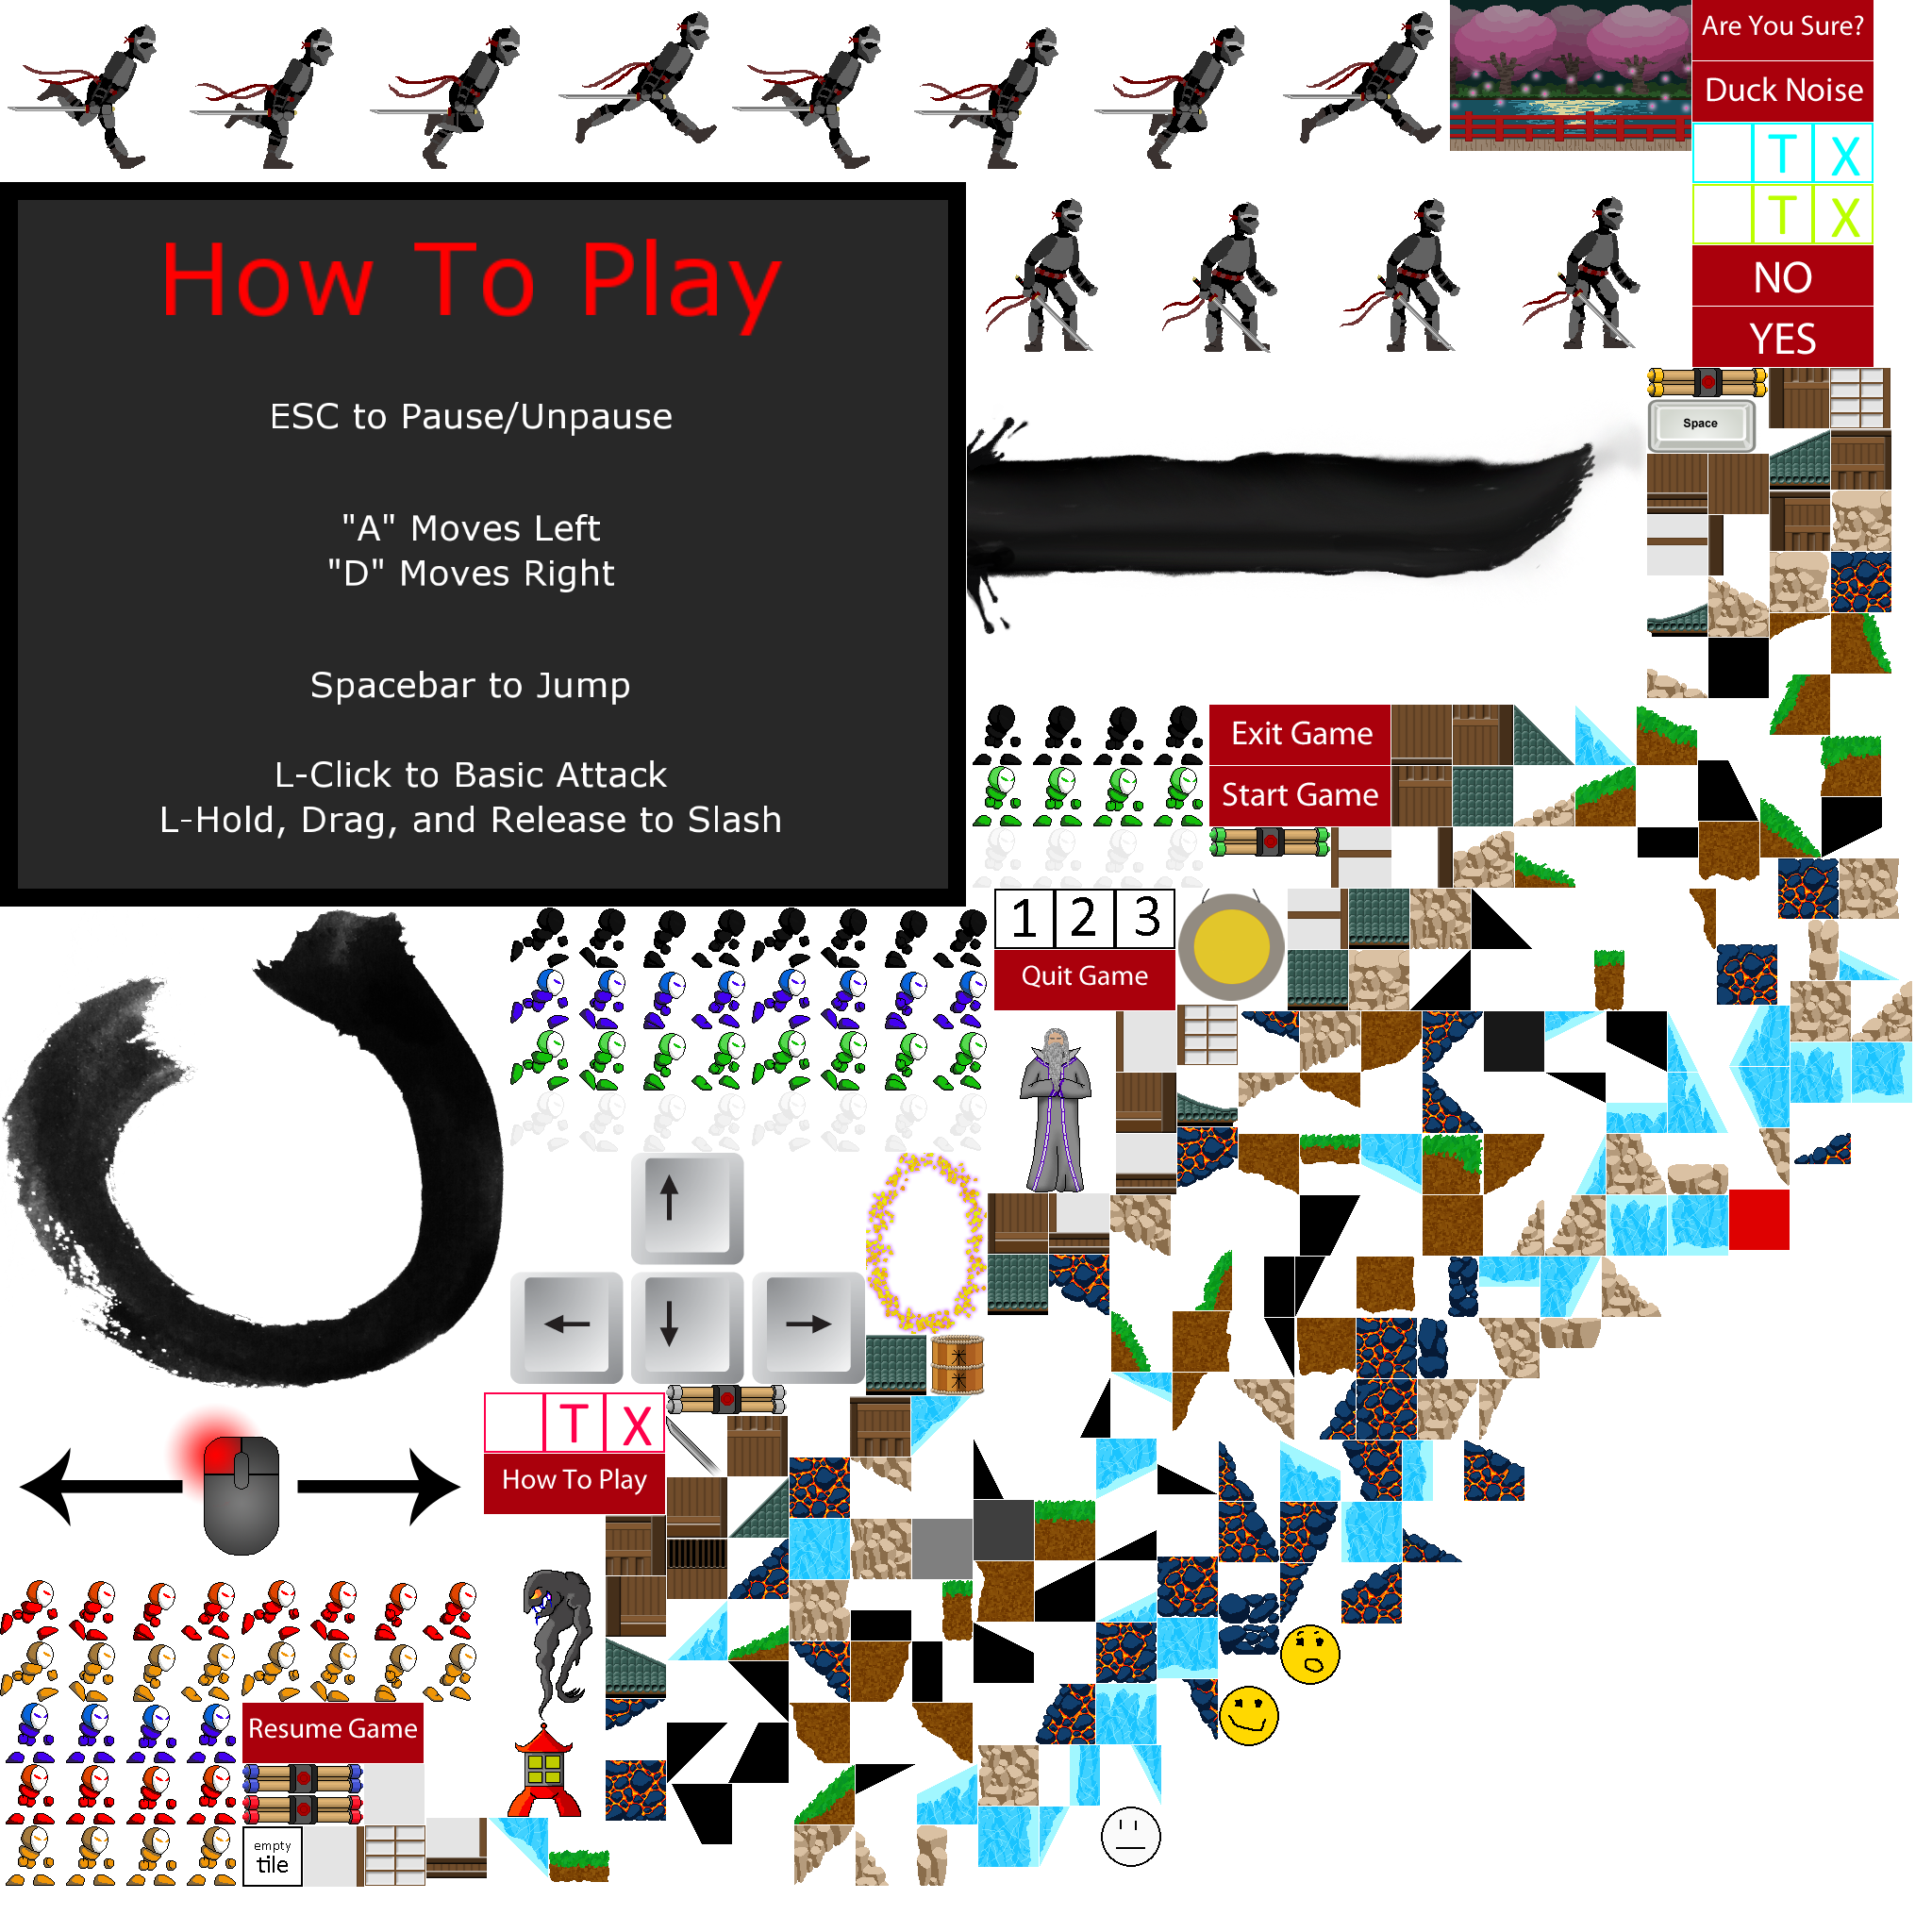 Are You Sure?
Duck Noise
T X
T X
NO
YES
How To Play
ESC to Pause/Unpause
"A" Moves Left
"D" Moves Right
Spacebar to Jump
L-Click to Basic Attack
L-Hold, Drag, and Release to Slash
Space
Exit Game
Start Game
1 2 3
Quit Game
T X
How To Play
Resume Game
empty
tile